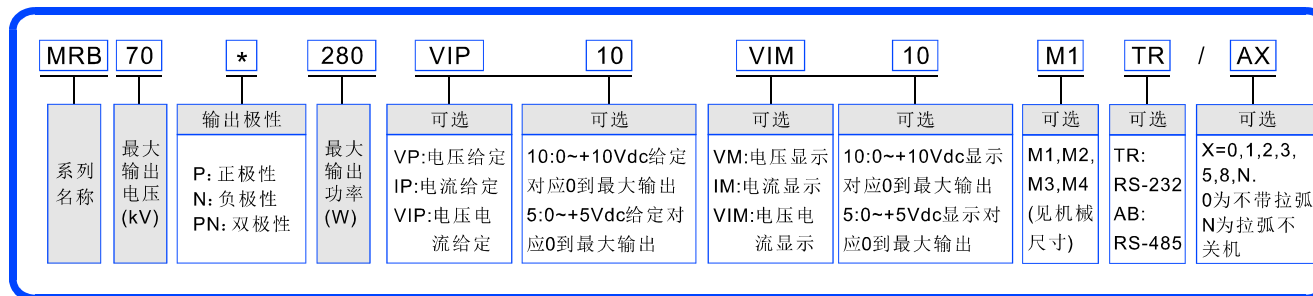 MRB 70 * 280 VIP 10 VIM 10 M1 TR / AX
系列
名称
最大
输出
电压
(kV)
输出极性
P: 正极性
N: 负极性
PN: 双极性
最大
输出
功率
(W)
可选
VP:电压给定
IP:电流给定
VIP:电压电
流给定
可选
10:0~+10Vdc给定
对应0到最大输出
5:0~+5Vdc给定对
应0到最大输出
可选
VM:电压显示
IM:电流显示
VIM:电压电
流显示
可选
10:0~+10Vdc显示
对应0到最大输出
5:0~+5Vdc显示对
应0到最大输出
可选
M1,M2,
M3,M4
(见机械
尺寸)
可选
TR:
RS-232
AB:
RS-485
可选
X=0,1,2,3,
5,8,N.
0为不带拉弧
N为拉弧不
关机